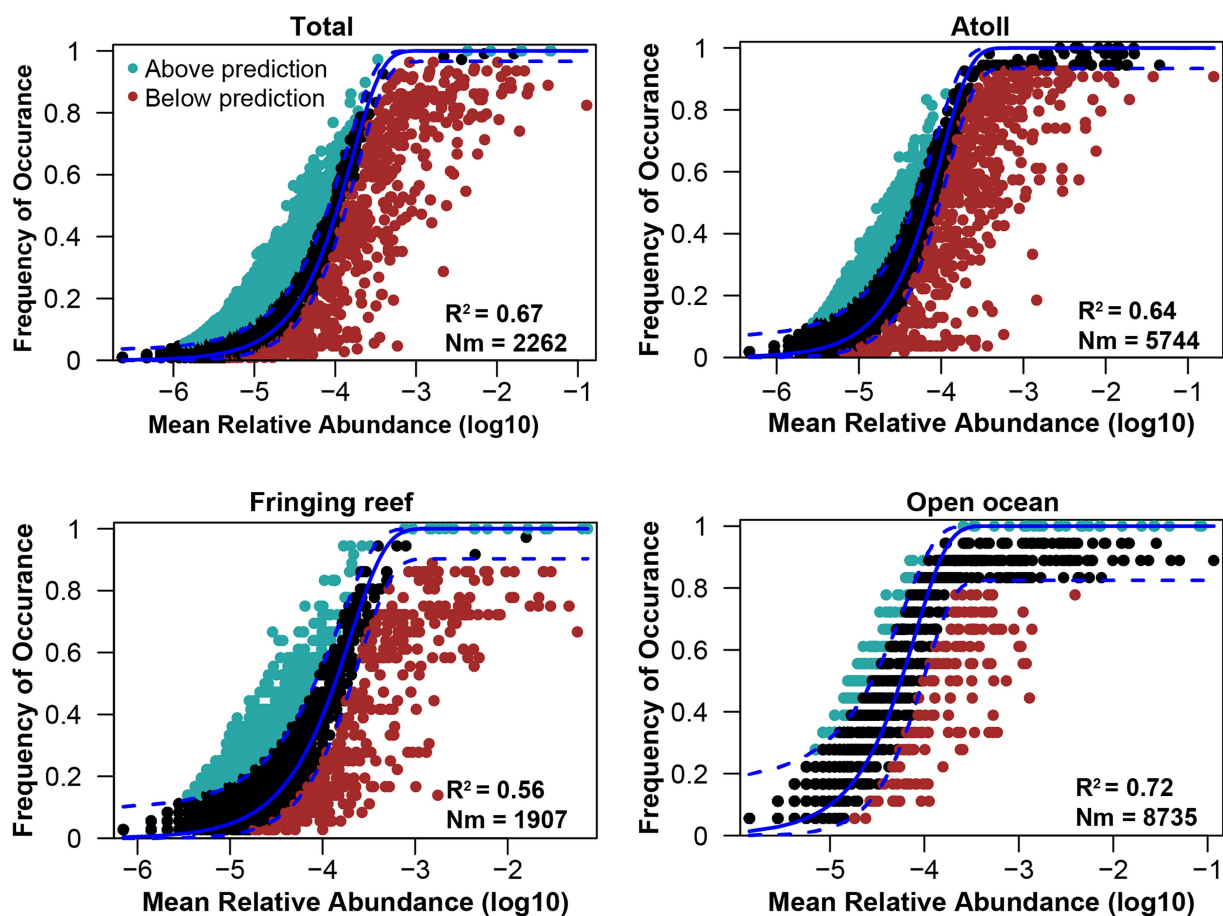 Total
Frequency of Occurance
1
0.8
0.6
0.4
0.2
0
Above prediction
Below prediction
R² = 0.67
Nm = 2262
−6 −5 −4 −3 −2 −1
Mean Relative Abundance (log10)
Atoll
Frequency of Occurance
1
0.8
0.6
0.4
0.2
0
R² = 0.64
Nm = 5744
−6 −5 −4 −3 −2 −1
Mean Relative Abundance (log10)
Fringing reef
Frequency of Occurance
1
0.8
0.6
0.4
0.2
0
R² = 0.56
Nm = 1907
−6 −5 −4 −3 −2
Mean Relative Abundance (log10)
Open ocean
Frequency of Occurance
1
0.8
0.6
0.4
0.2
0
R² = 0.72
Nm = 8735
−5 −4 −3 −2 −1
Mean Relative Abundance (log10)